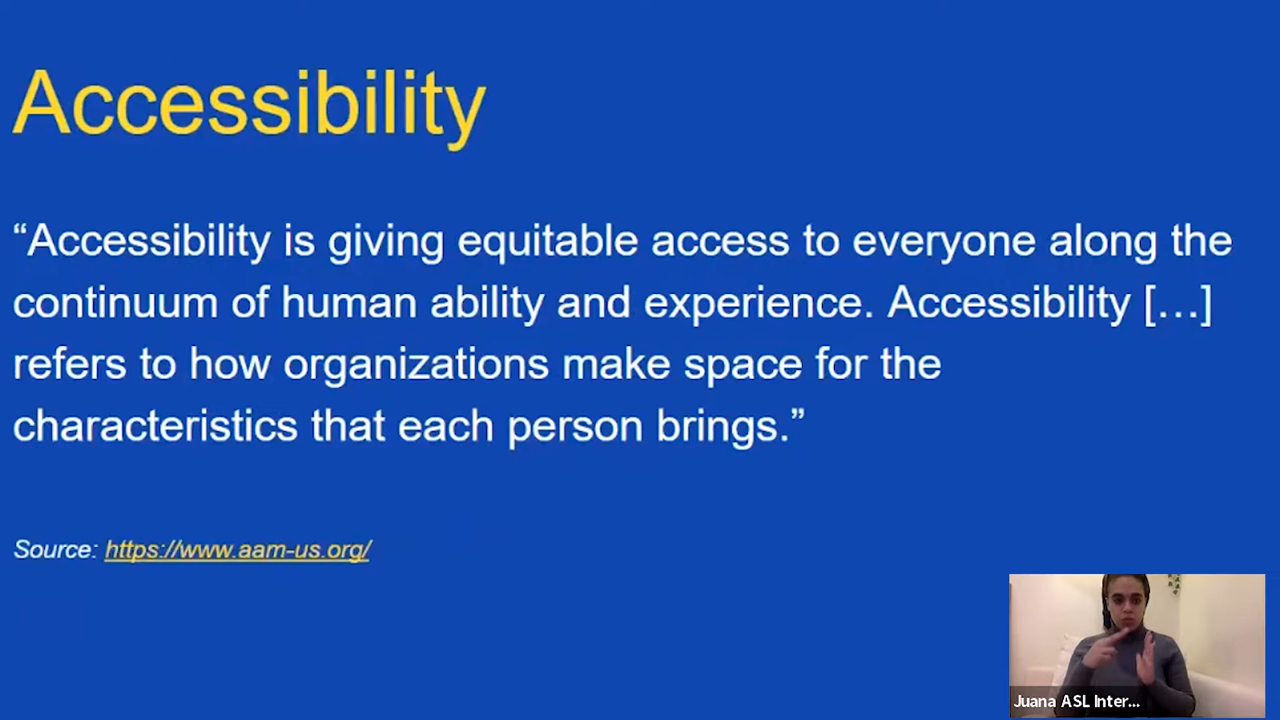 Accessibility
“Accessibility is giving equitable access to everyone along the
continuum of human ability and experience. Accessibility […]
refers to how organizations make space for the
characteristics that each person brings.”
Source: https://www.aam-us.org/
Juana ASL Inter...